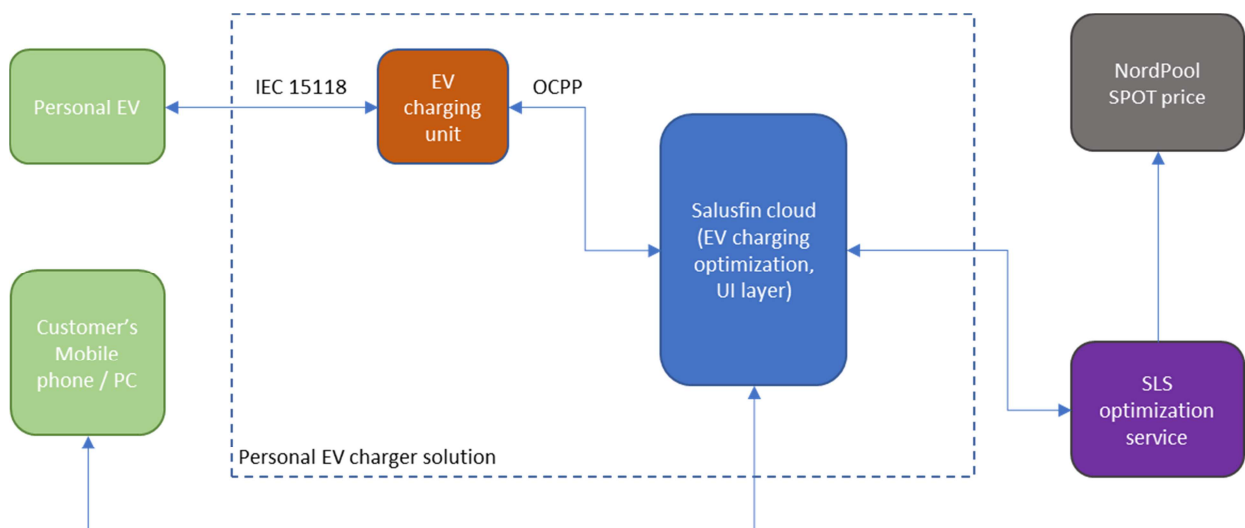 Personal EV
IEC 15118
EV
charging
unit
OCPP
NordPool
SPOT price
Salusfin cloud
(EV charging
optimization,
UI layer)
Customer’s
Mobile
phone / PC
SLS
optimization
service
Personal EV charger solution